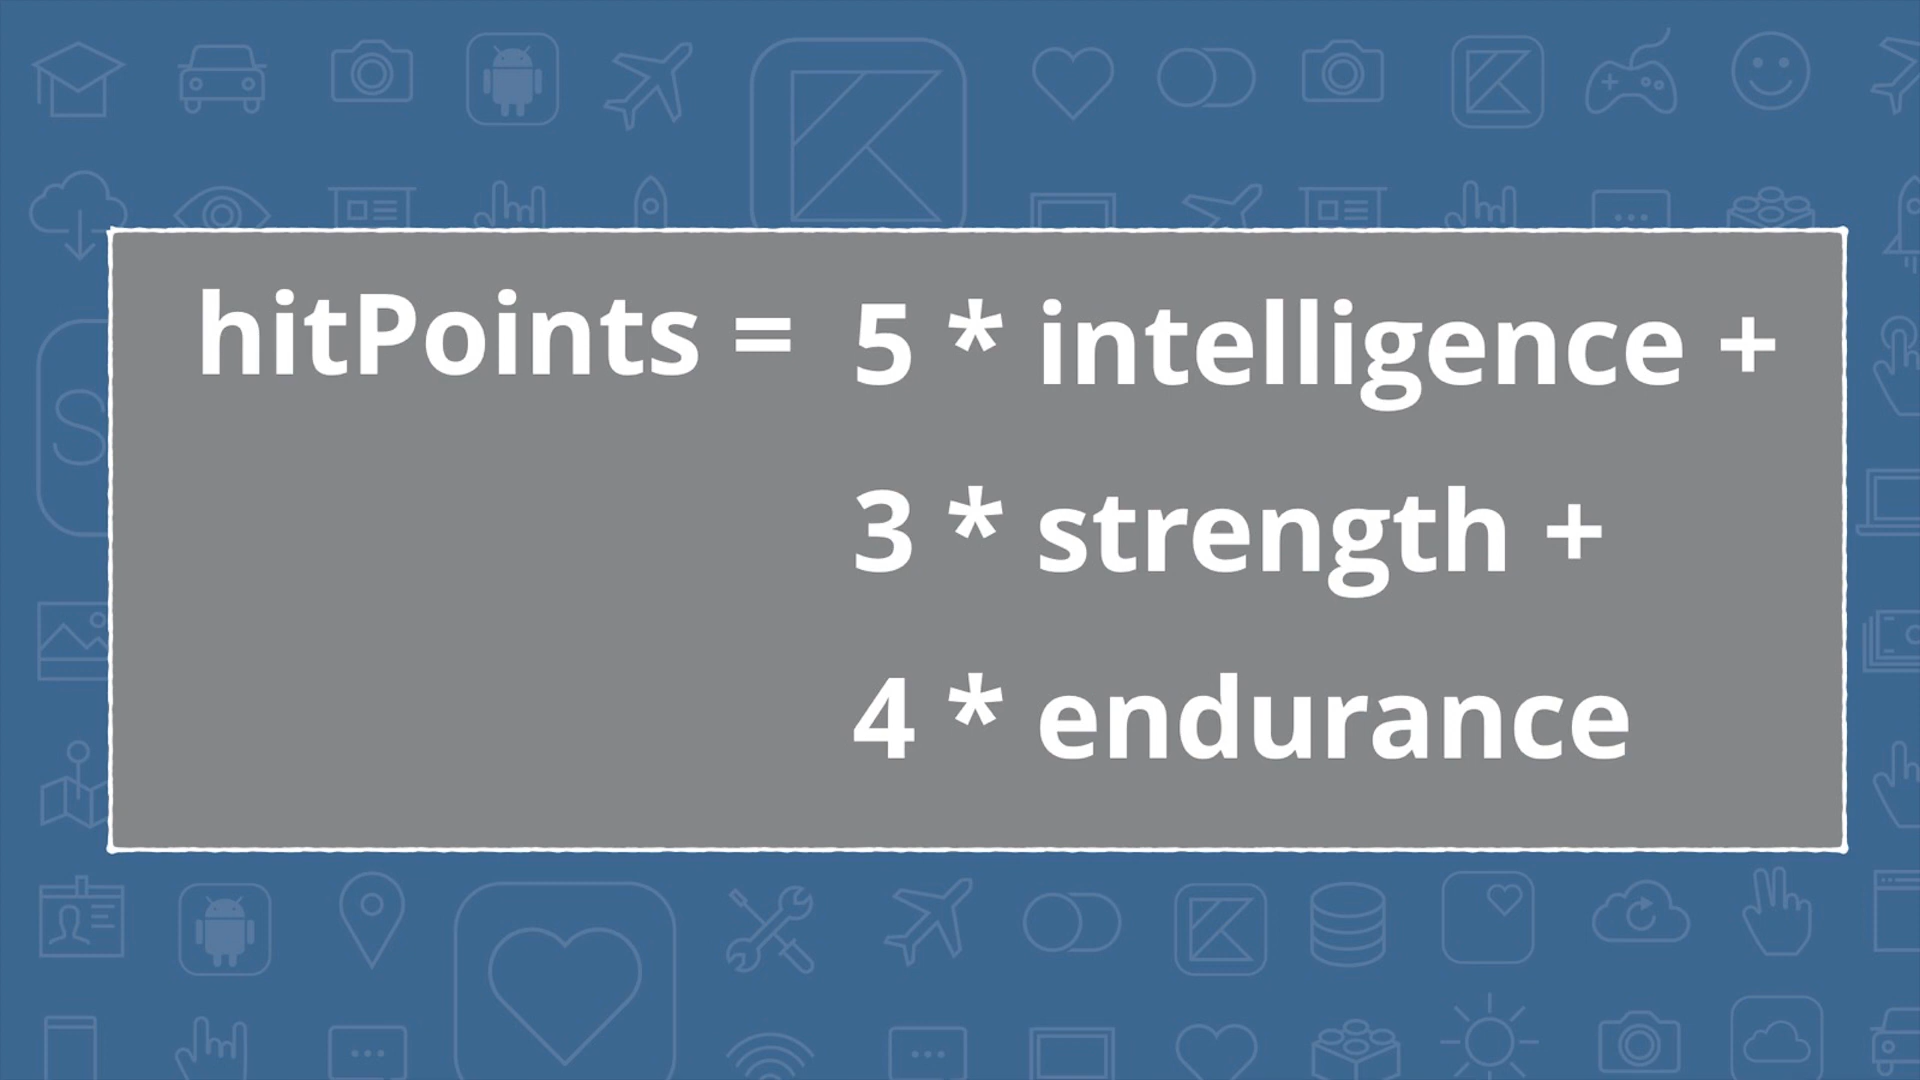 hitPoints = 5 * intelligence +
3 * strength +
4 * endurance